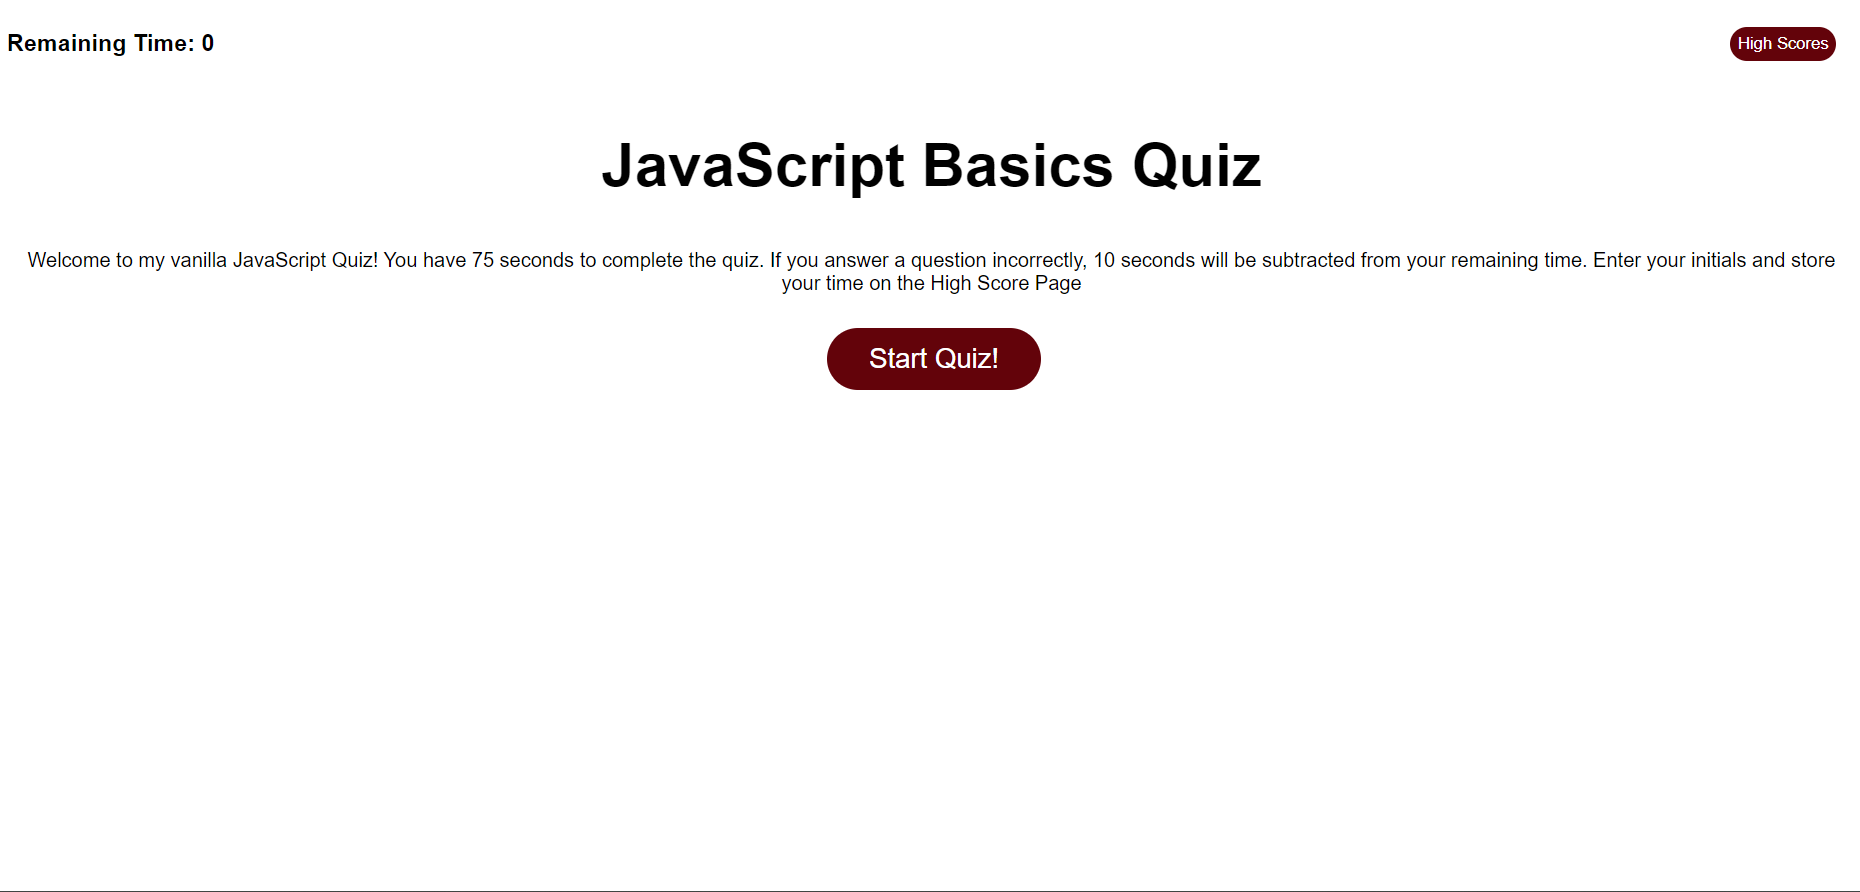 Remaining Time: 0
High Scores
JavaScript Basics Quiz
Welcome to my vanilla JavaScript Quiz! You have 75 seconds to complete the quiz. If you answer a question incorrectly, 10 seconds will be subtracted from your remaining time. Enter your initials and store
your time on the High Score Page
Start Quiz!